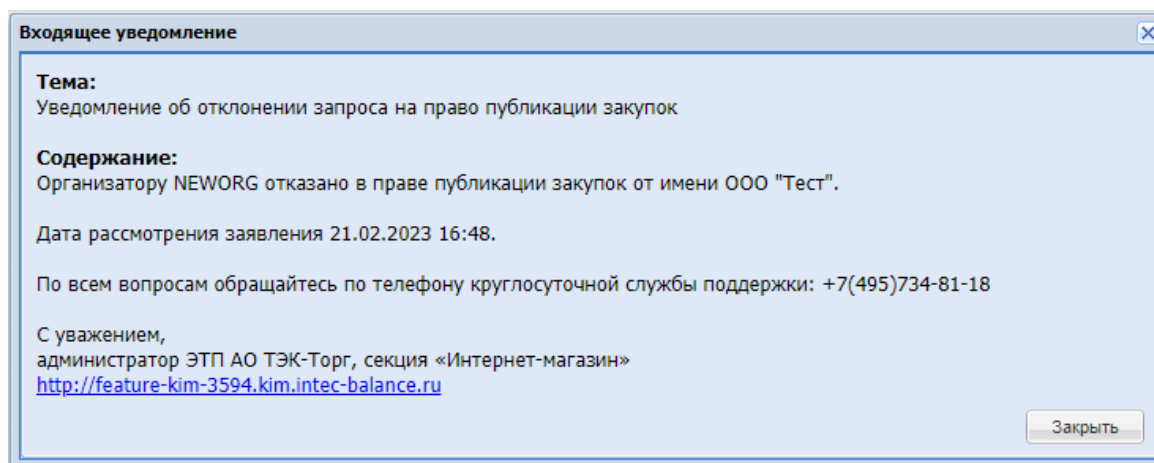 Входящее уведомление
Тема:
Уведомление об отклонении запроса на право публикации закупок
Содержание:
Организатору NEWORG отказано в праве публикации закупок от имени ООО "Тест".
Дата рассмотрения заявления 21.02.2023 16:48.
По всем вопросам обращайтесь по телефону круглосуточной службы поддержки: +7(495)734-81-18
С уважением,
администратор ЭТП АО ТЭК-Торг, секция «Интернет-магазин»
http://feature-kim-3594.kim.intec-balance.ru
Закрыть